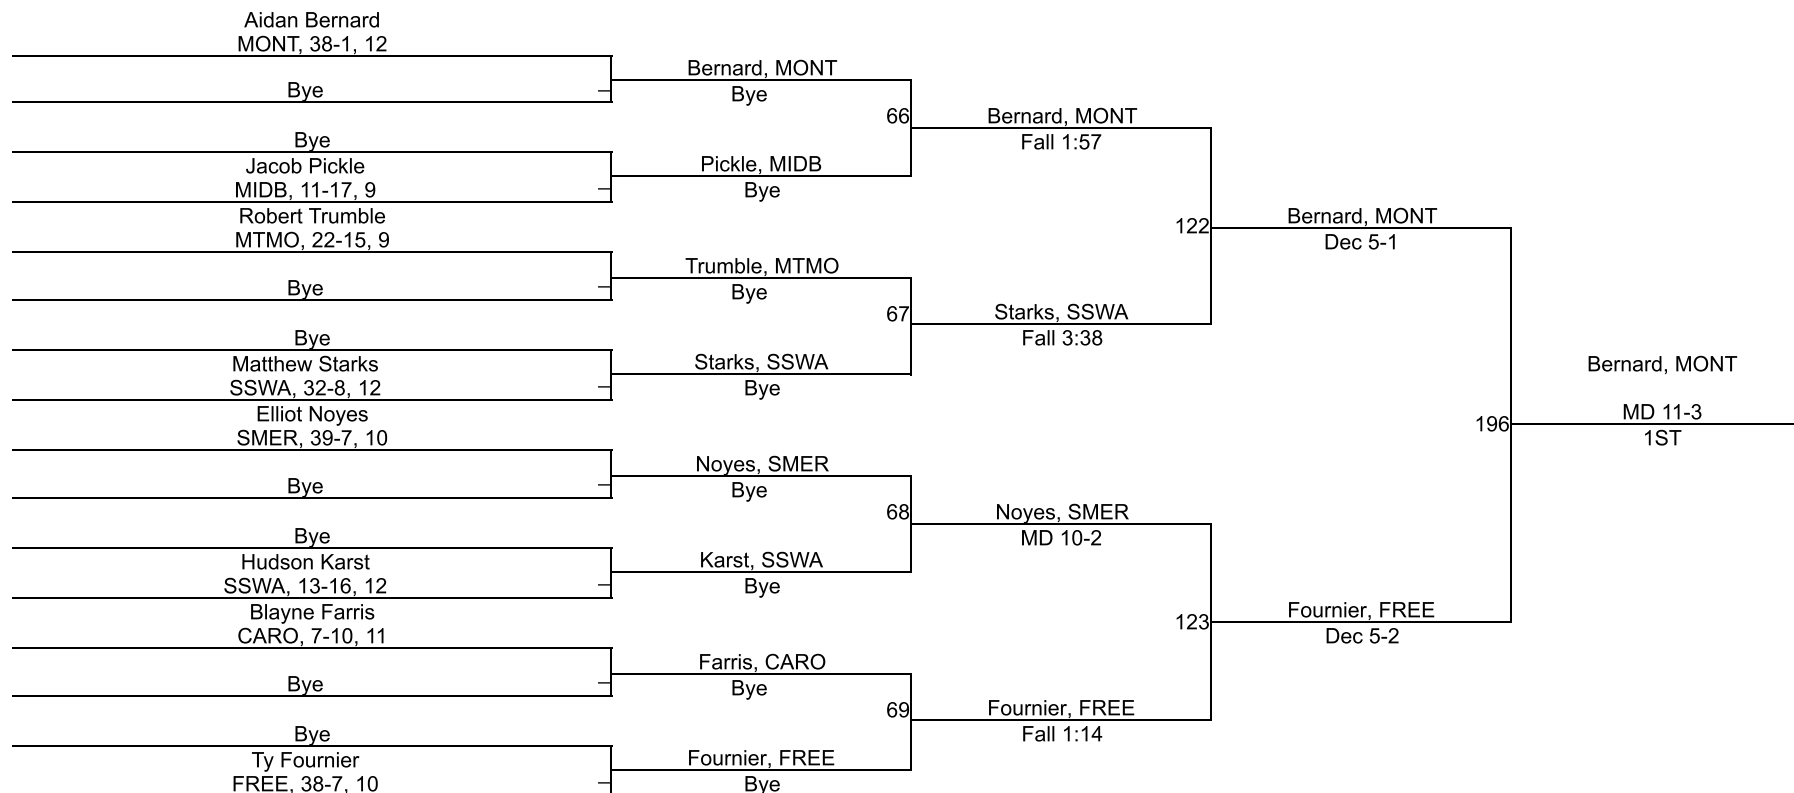 Aidan Bernard
MONT, 38-1, 12
Bye
Bye
Jacob Pickle
MIDB, 11-17, 9
Robert Trumble
MTMO, 22-15, 9
Bye
Bye
Matthew Starks
SSWA, 32-8, 12
Elliot Noyes
SMER, 39-7, 10
Bye
Bye
Hudson Karst
SSWA, 13-16, 12
Blayne Farris
CARO, 7-10, 11
Bye
Bye
Ty Fournier
FREE, 38-7, 10
Bernard, MONT
Bye
66
Pickle, MIDB
Bye
Trumble, MTMO
Bye
67
Starks, SSWA
Bye
Noyes, SMER
Bye
68
Karst, SSWA
Bye
Farris, CARO
Bye
69
Fournier, FREE
Bye
Bernard, MONT
Fall 1:57
122
Starks, SSWA
Fall 3:38
Noyes, SMER
MD 10-2
123
Fournier, FREE
Fall 1:14
Bernard, MONT
Dec 5-1
196
Fournier, FREE
Dec 5-2
Bernard, MONT
MD 11-3
1ST